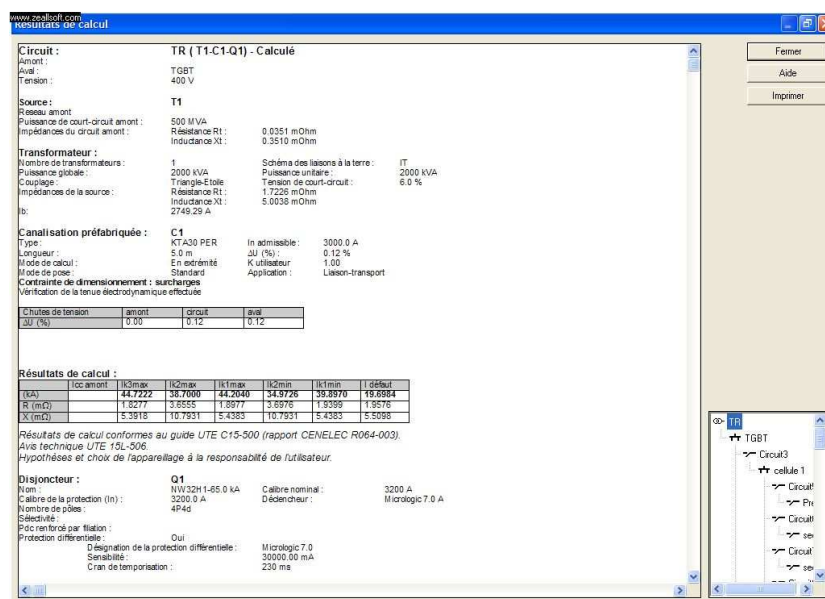 www.zeallsoft.com
Résultats de calcul
Fermer
Aide
Imprimer
Circuit : TR ( T1-C1-Q1) - Calculé
Amont :
Aval : TGBT
Tension : 400 V
Source : T1
Reseau amont
Puissance de court-circuit amont : 500 MVA
Impédances du circuit amont : Résistance Rt : 0.0351 mOhm
Inductance Xt : 0.3510 mOhm
Transformateur :
Nombre de transformateurs : 1 Schéma des liaisons à la terre : IT
Puissance globale : 2000 kVA Puissance unitaire : 2000 kVA
Couplage : Triangle-Etoile Tension de court-circuit : 6.0 %
Impédances de la source : Résistance Rt : 1.7226 mOhm
Inductance Xt : 5.0038 mOhm
Ib: 2749.29 A
Canalisation préfabriquée : C1
Type : KTA30 PER In admissible : 3000.0 A
Longueur : 5.0 m ΔU (%) : 0.12 %
Mode de calcul : En extrémité K utilisateur 1.00
Mode de pose : Standard Application : Liaison-transport
Contrainte de dimensionnement : surcharges
Vérification de la tenue électrodynamique effectuée
Chutes de tension amont circuit aval
ΔU (%) 0.00 0.12 0.12
Résultats de calcul :
Icc amont Ik3max Ik2max Ik1max Ik2min Ik1min I défaut
(kA) 44.7222 38.7000 44.2040 34.9726 39.8970 19.6984
R (mΩ) 1.8277 3.6555 1.8977 3.6976 1.9399 1.9576
X (mΩ) 5.3918 10.7931 5.4383 10.7931 5.4383 5.5098
Résultats de calcul conformes au guide UTE C15-500 (rapport CENELEC R064-003).
Avis technique UTE 15L-506.
Hypothèses et choix de l'appareillage à la responsabilité de l'utilisateur.
Disjoncteur : Q1
Nom : NW32H1-65.0 kA Calibre nominal : 3200 A
Calibre de la protection (In) : 3200.0 A Déclencheur : Micrologic 7.0 A
Nombre de pôles : 4P4d
Sélectivité :
Pdc renforcé par filiation :
Protection différentielle : Oui
Désignation de la protection différentielle : Micrologic 7.0
Sensibilité : 30000.00 mA
Cran de temporisation : 230 ms
TR
TGBT
Circuit3
cellule 1
Circuit
Pre
Circuit
se
Circuit
se